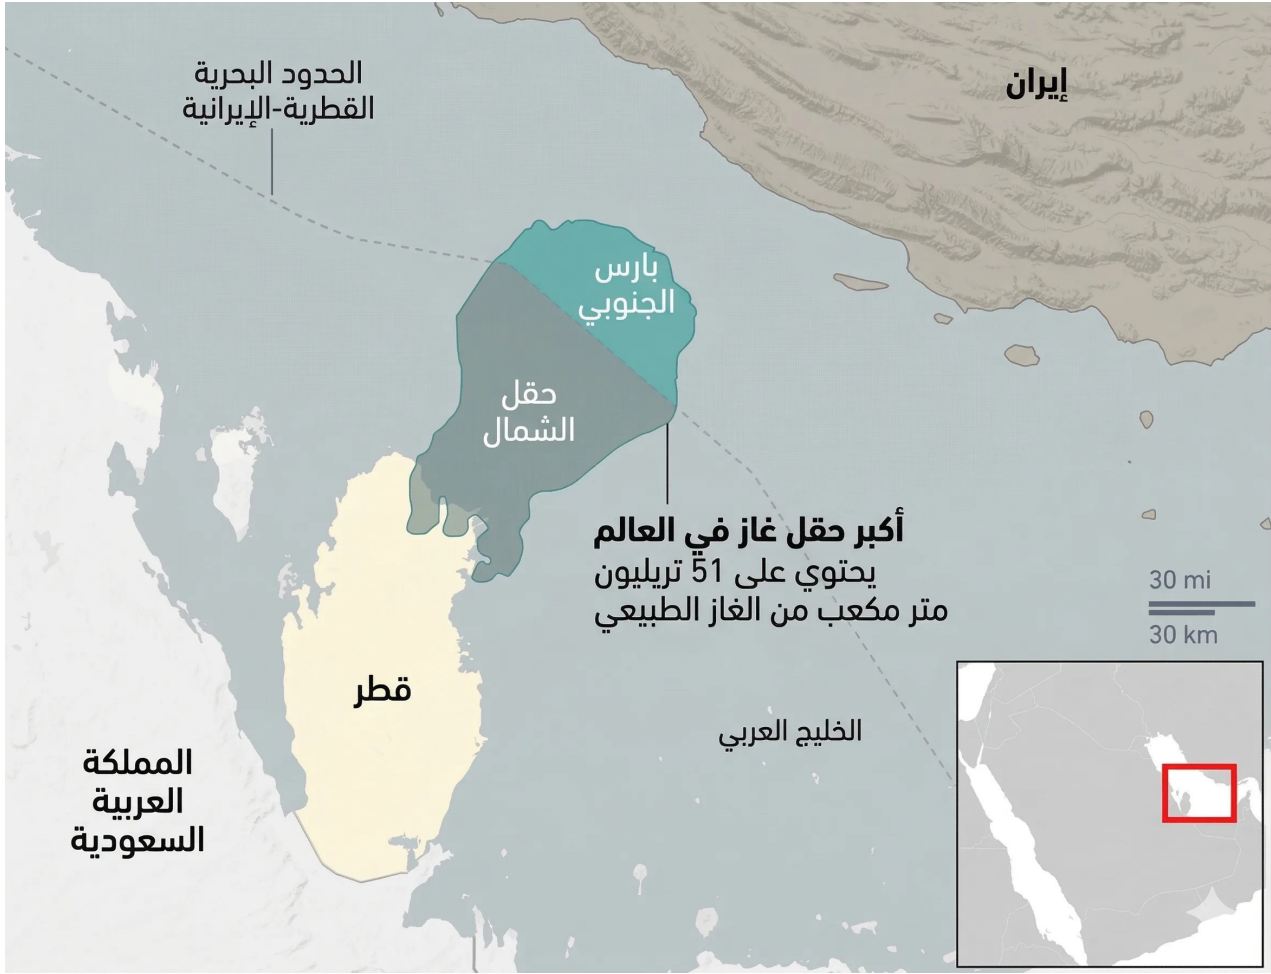 الحدود البحرية
القطرية-الإيرانية
إيران
بارس
الجنوبي
حقل
الشمال
أكبر حقل غاز في العالم
يحتوي على 51 تريليون
متر مكعب من الغاز الطبيعي
30 mi
30 km
قطر
الخليج العربي
المملكة
العربية
السعودية